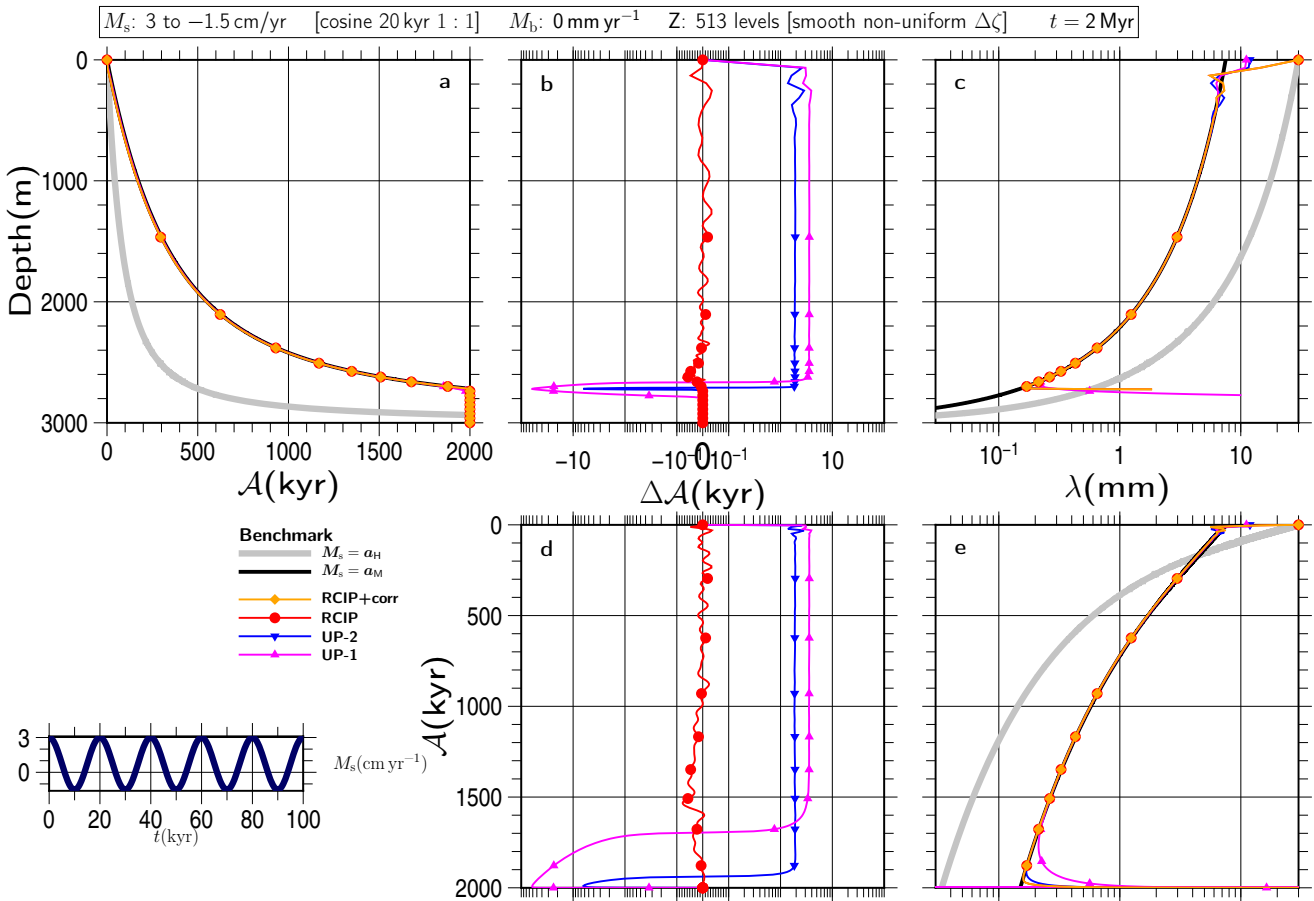 Mₛ: 3 to −1.5 cm/yr [cosine 20 kyr 1 : 1] M_b: 0 mm yr⁻¹ Z: 513 levels [smooth non-uniform Δζ] t = 2 Myr
0
1000
2000
3000
Depth(m)
a
b
c
0 500 1000 1500 2000
𝒜(kyr)
−10 −10⁻¹ 0 10⁻¹ 10
Δ𝒜(kyr)
10⁻¹ 1 10
λ(mm)
Benchmark
Mₛ = a_H
Mₛ = a_M
RCIP+corr
RCIP
UP-2
UP-1
0
500
1000
1500
2000
𝒜(kyr)
d
e
3
0
Mₛ(cm yr⁻¹)
0 20 40 60 80 100
t(kyr)